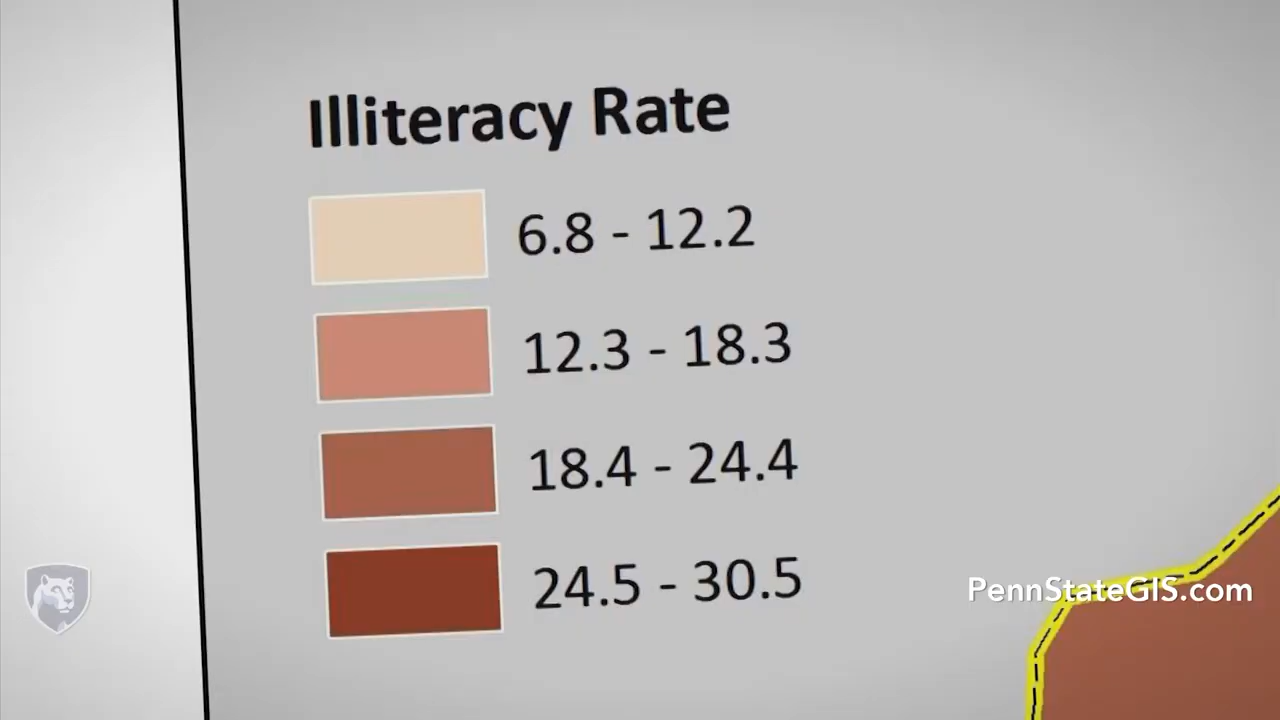 Illiteracy Rate
6.8 - 12.2
12.3 - 18.3
18.4 - 24.4
24.5 - 30.5
PennStateGIS.com